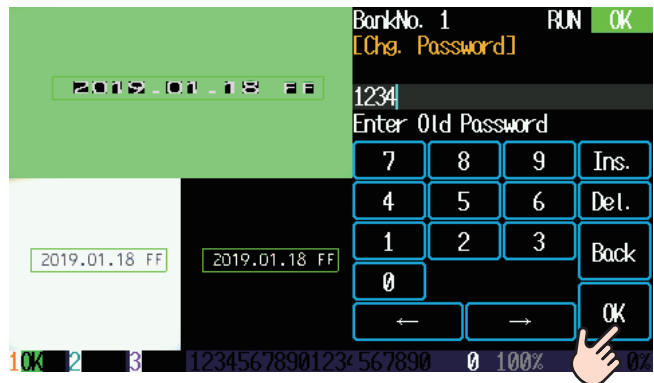 BankNo. 1 RUN OK
[Chg. Password]
1234
Enter Old Password
7 8 9 Ins.
4 5 6 Del.
1 2 3 Back
0
← → OK
2019.01.18 FF
2019.01.18 FF
2019.01.18 FF
1OK 2 3 12345678901234567890 0 100% 0%